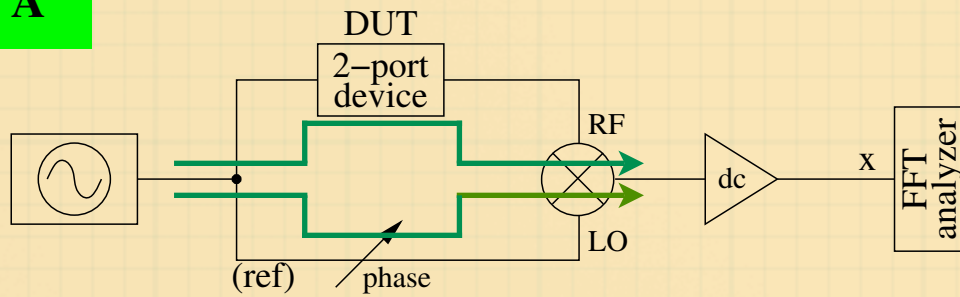 A
DUT
2−port
device
RF
LO
(ref)
phase
dc
x
FFT
analyzer